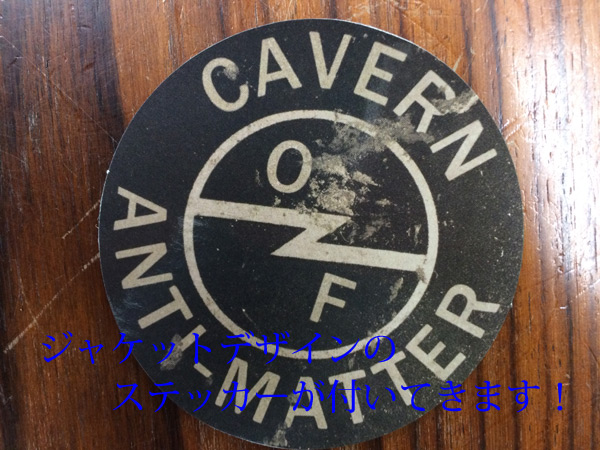 CAVERN
O
F
ANTI-MATTER
ジャケットデザインの
ステッカーが付いてきます！